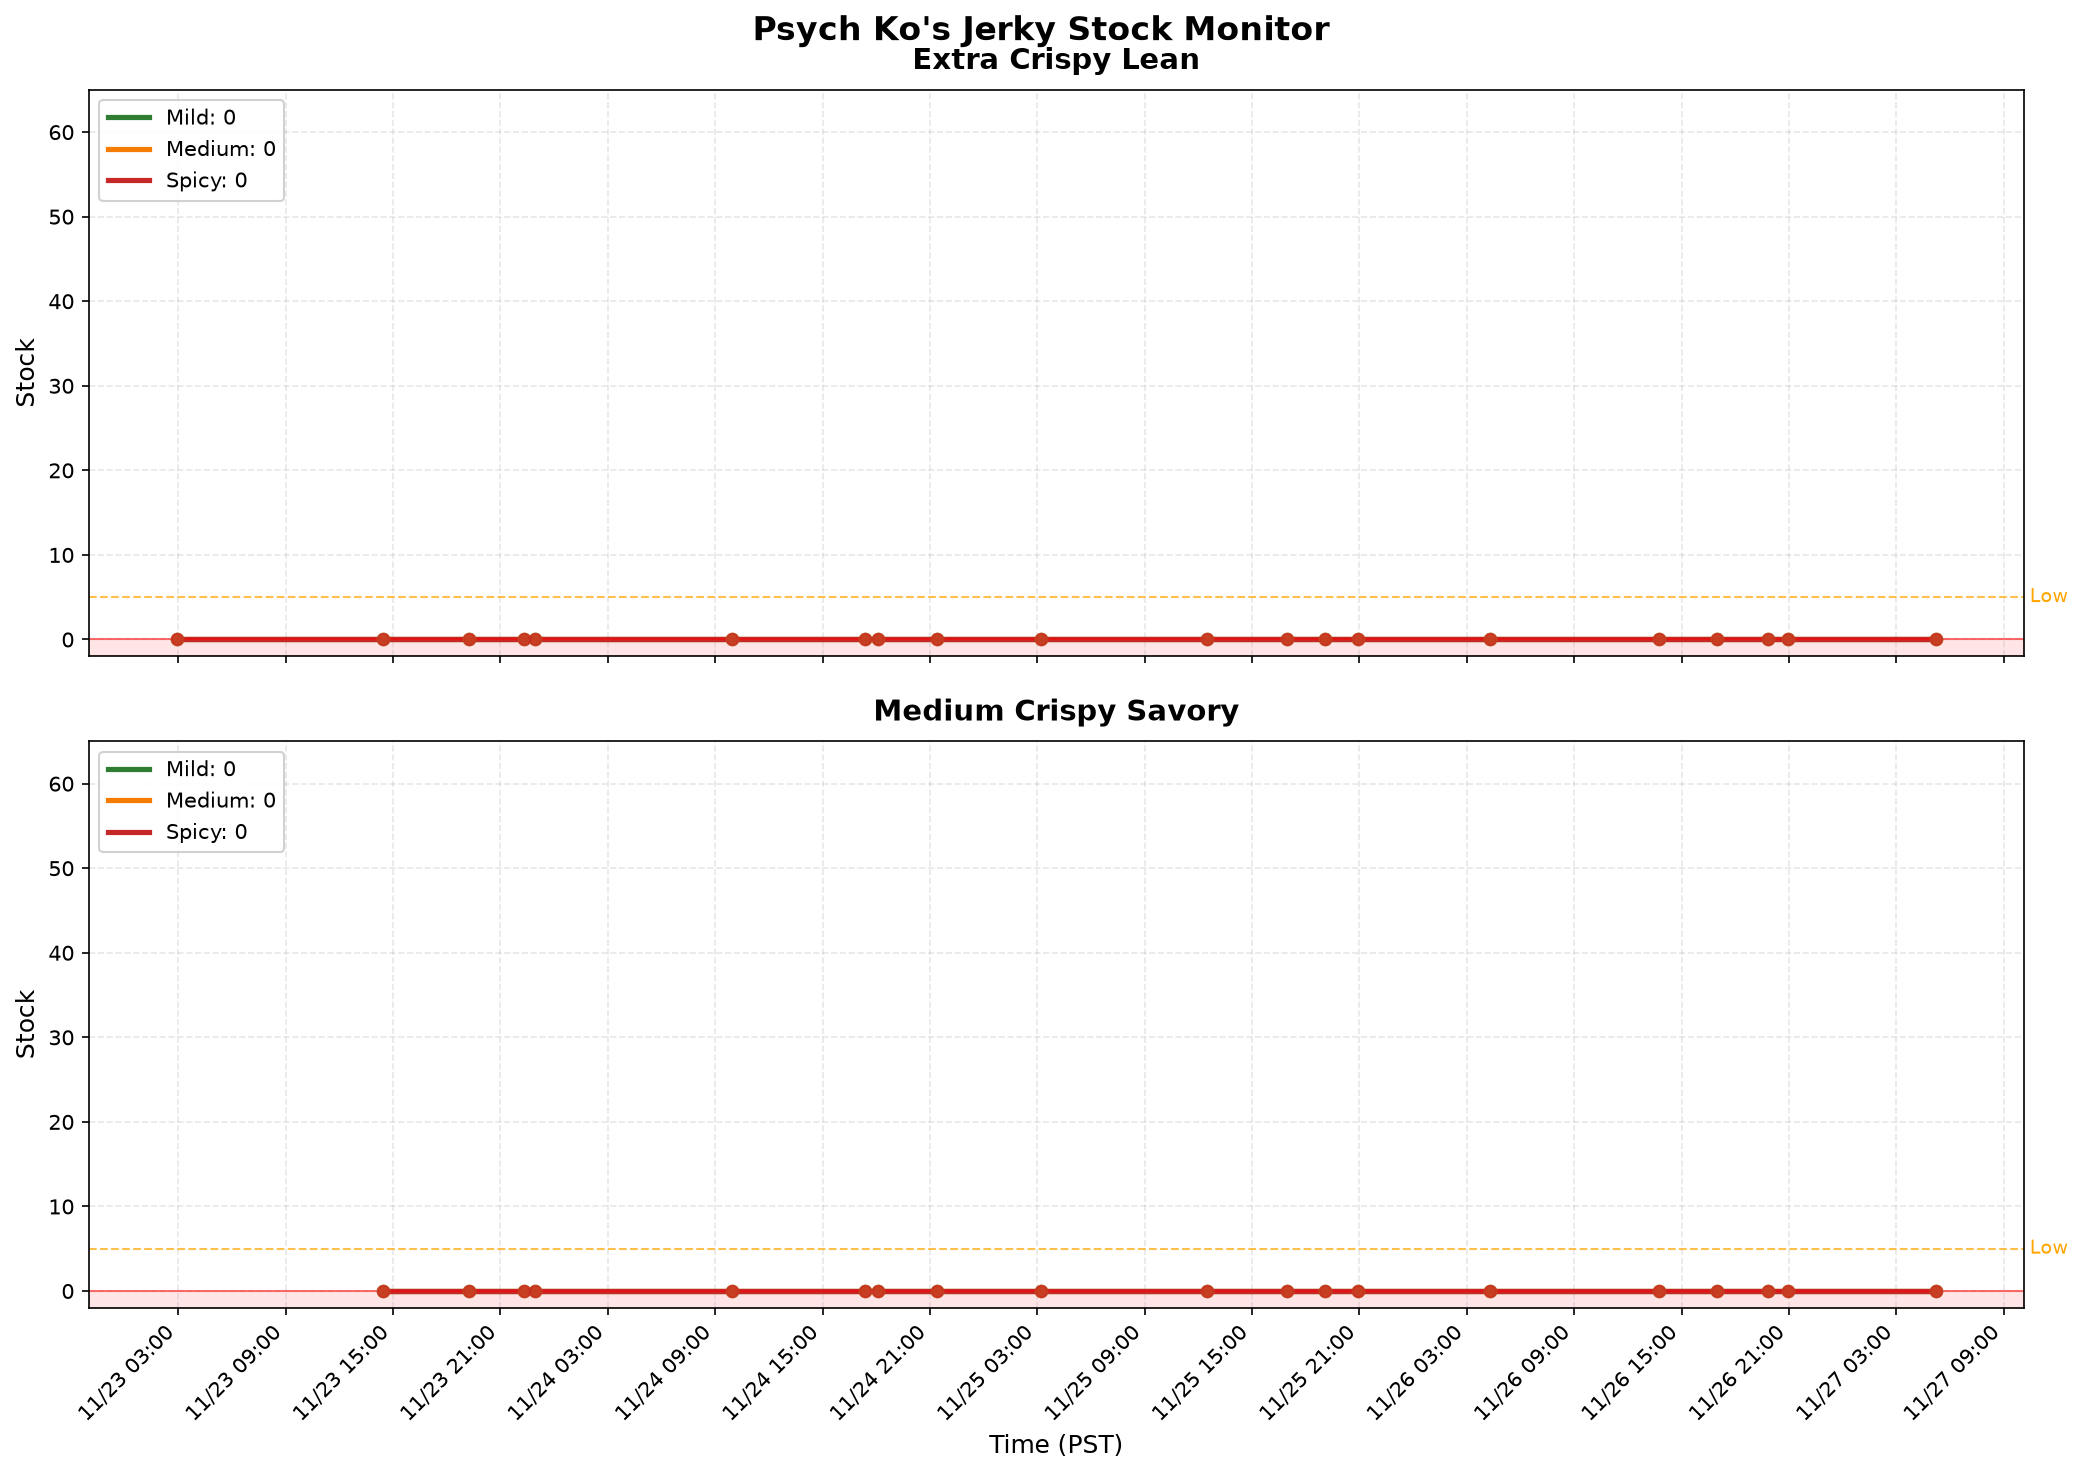 Psych Ko's Jerky Stock Monitor
Extra Crispy Lean
Mild: 0
Medium: 0
Spicy: 0
60
50
40
30
20
10
0
Stock
Low
Medium Crispy Savory
Mild: 0
Medium: 0
Spicy: 0
60
50
40
30
20
10
0
Stock
Low
11/23 03:00
11/23 09:00
11/23 15:00
11/23 21:00
11/24 03:00
11/24 09:00
11/24 15:00
11/24 21:00
11/25 03:00
11/25 09:00
11/25 15:00
11/25 21:00
11/26 03:00
11/26 09:00
11/26 15:00
11/26 21:00
11/27 03:00
11/27 09:00
Time (PST)